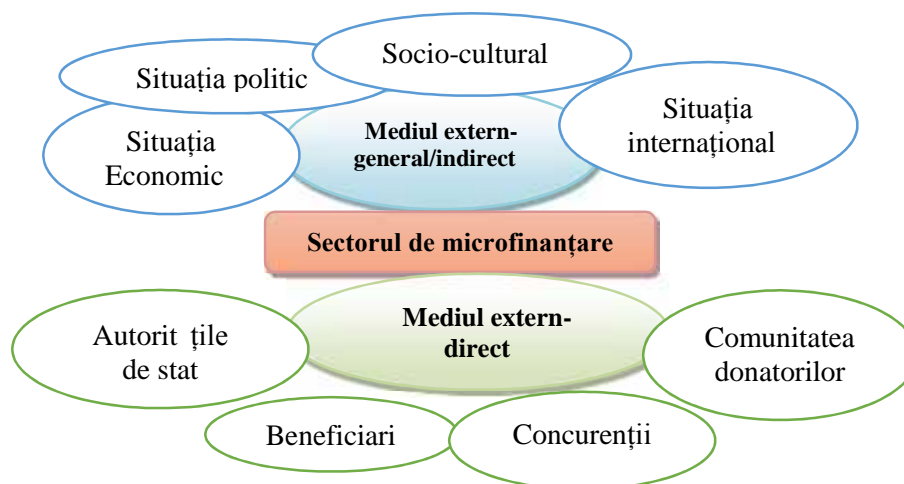 Socio-cultural
Situația politic
Situația
internațional
Mediul extern-
general/indirect
Situația
Economic
Sectorul de microfinanțare
Mediul extern-
direct
Autorit țile
de stat
Comunitatea
donatorilor
Beneficiari
Concurenții